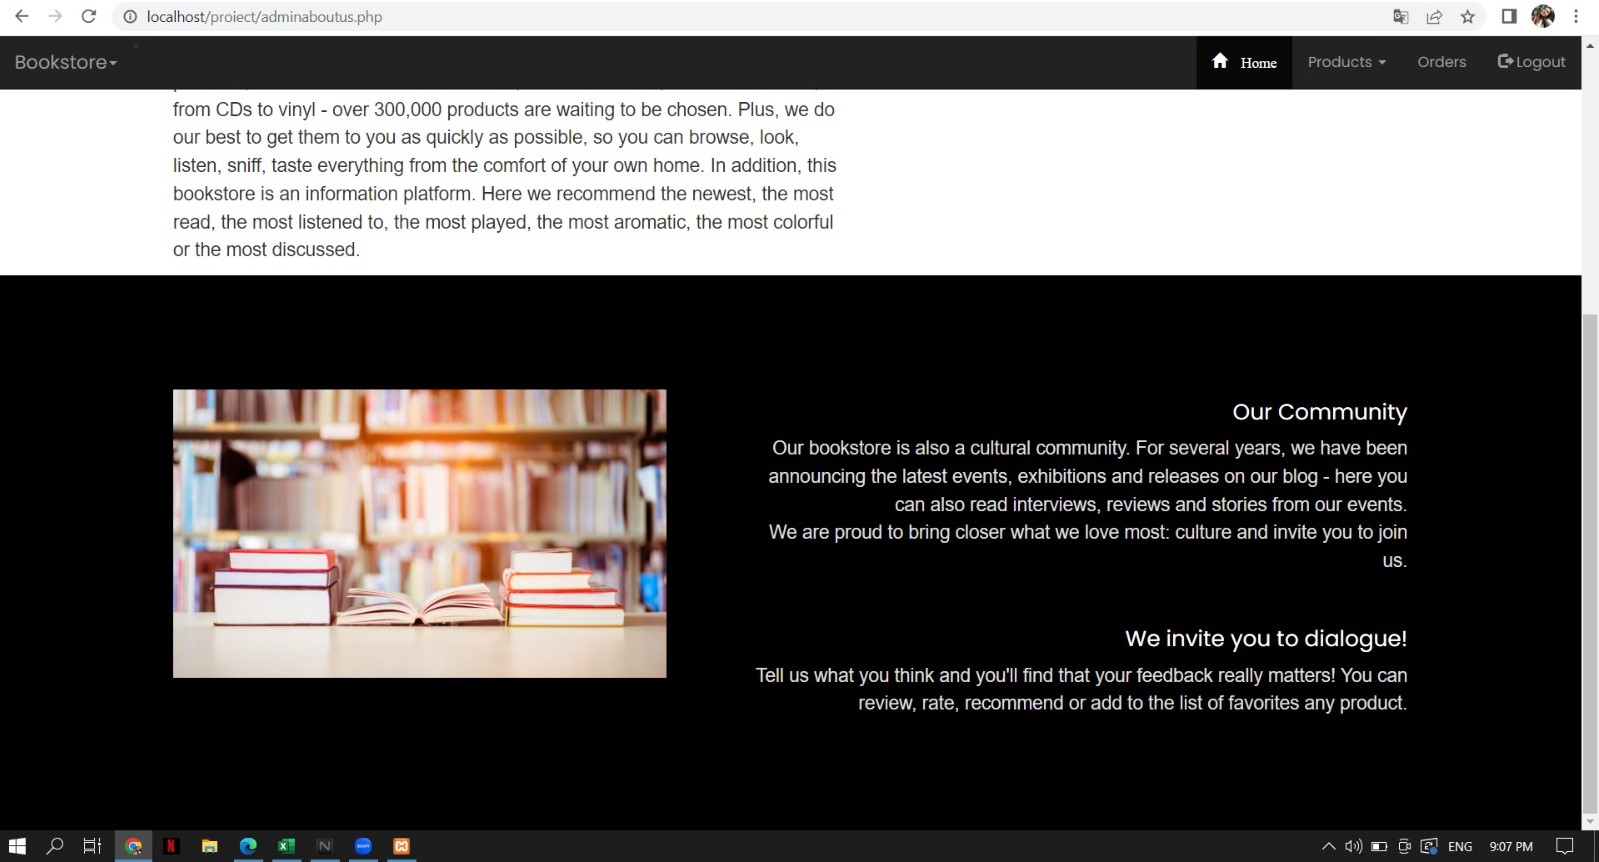 localhost/proiect/adminaboutus.php
Bookstore
Home
Products
Orders
Logout
from CDs to vinyl - over 300,000 products are waiting to be chosen. Plus, we do
our best to get them to you as quickly as possible, so you can browse, look,
listen, sniff, taste everything from the comfort of your own home. In addition, this
bookstore is an information platform. Here we recommend the newest, the most
read, the most listened to, the most played, the most aromatic, the most colorful
or the most discussed.
Our Community
Our bookstore is also a cultural community. For several years, we have been
announcing the latest events, exhibitions and releases on our blog - here you
can also read interviews, reviews and stories from our events.
We are proud to bring closer what we love most: culture and invite you to join
us.
We invite you to dialogue!
Tell us what you think and you'll find that your feedback really matters! You can
review, rate, recommend or add to the list of favorites any product.
ENG
9:07 PM